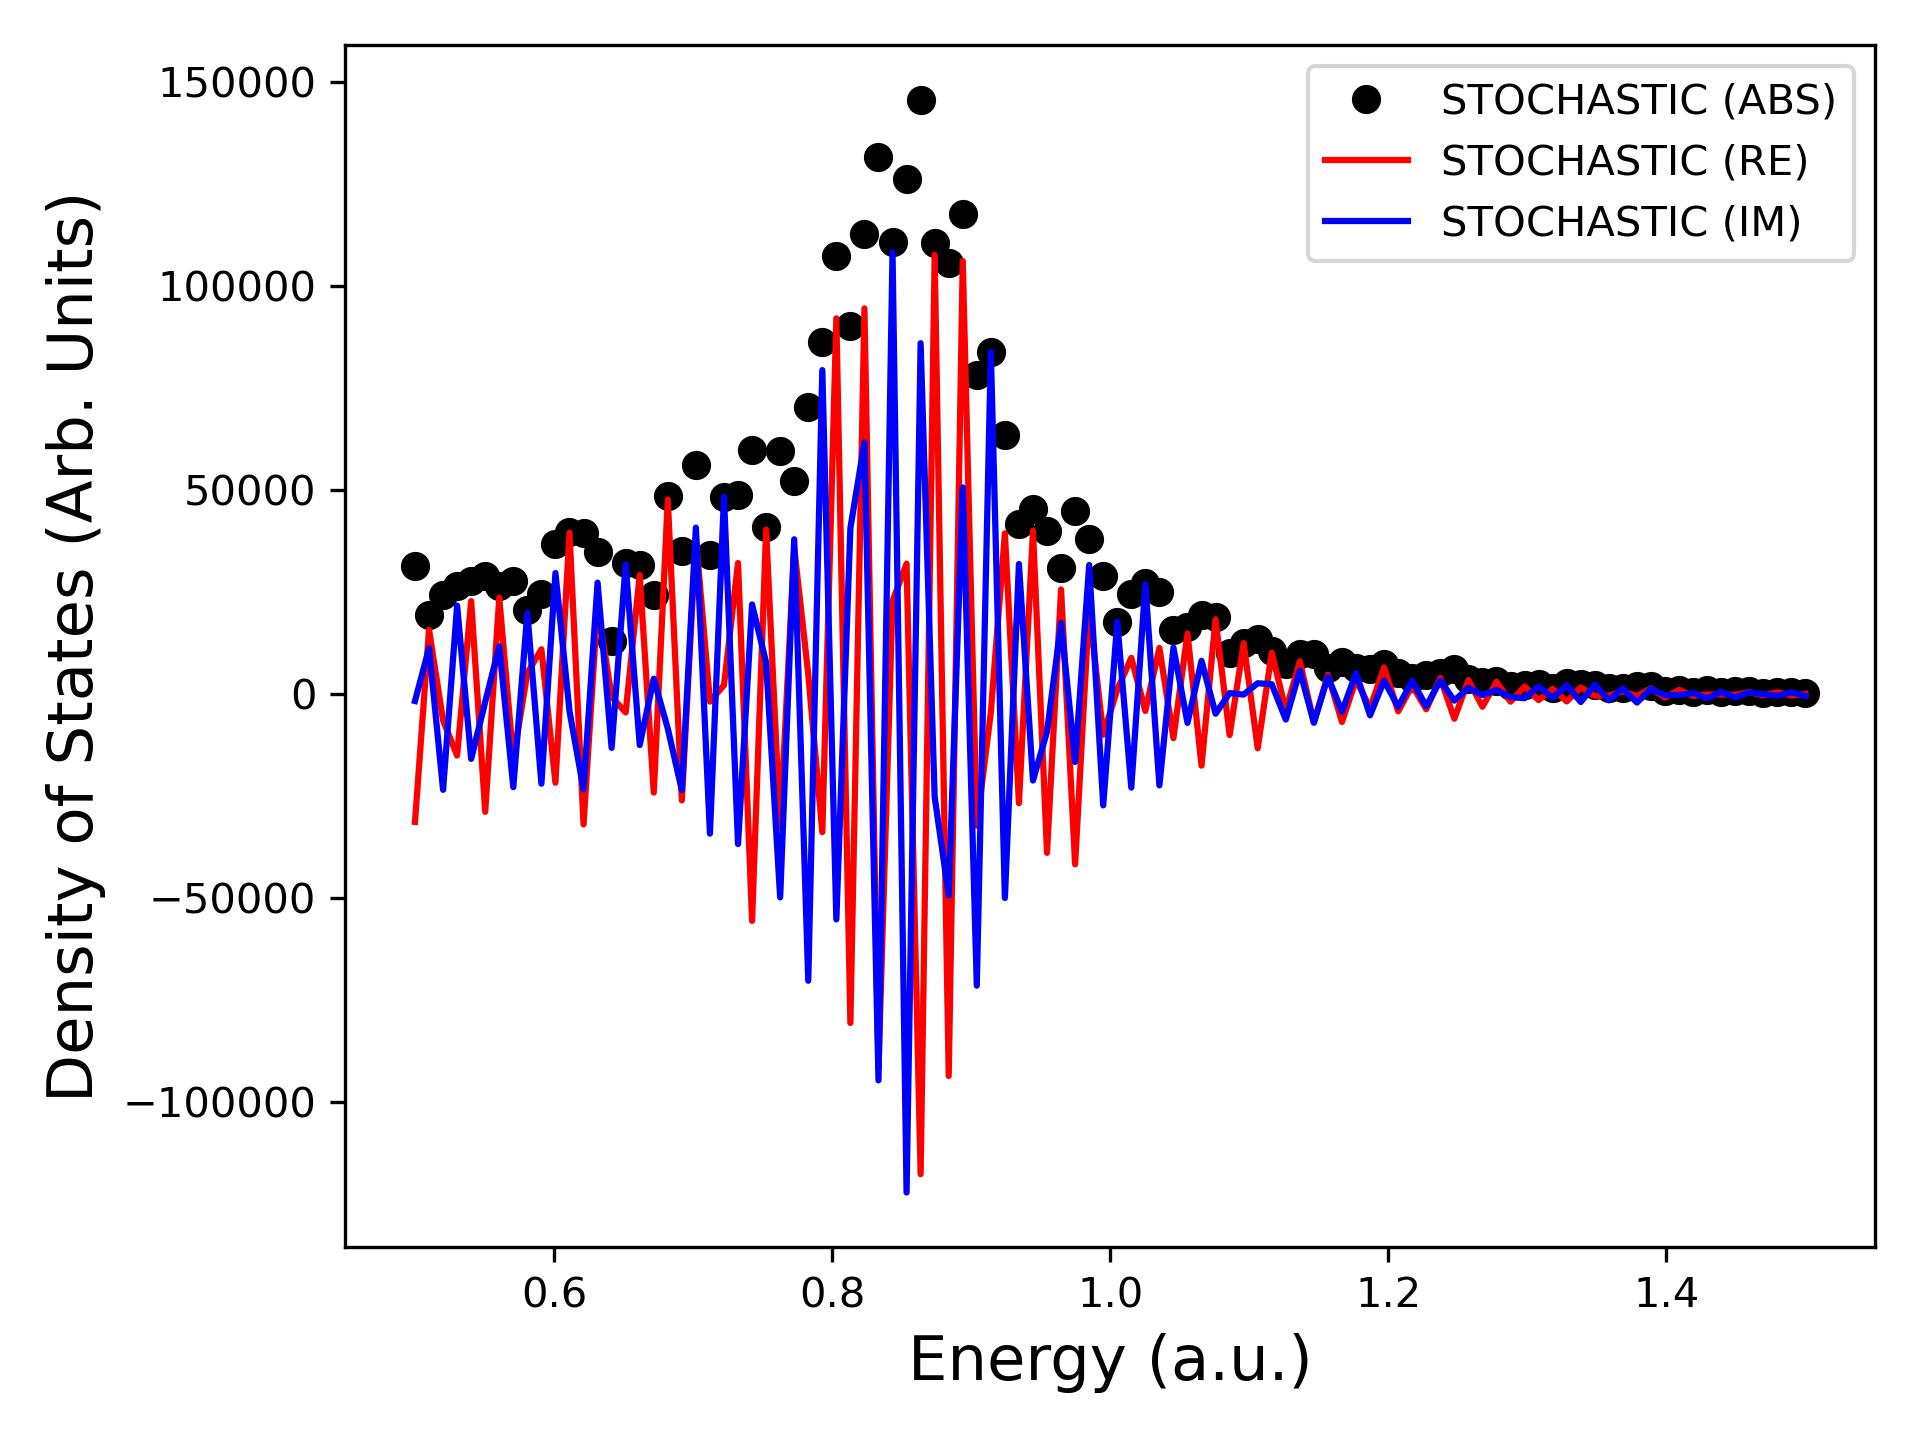 Density of States (Arb. Units)
150000
100000
50000
0
−50000
−100000
STOCHASTIC (ABS)
STOCHASTIC (RE)
STOCHASTIC (IM)
0.6
0.8
1.0
1.2
1.4
Energy (a.u.)